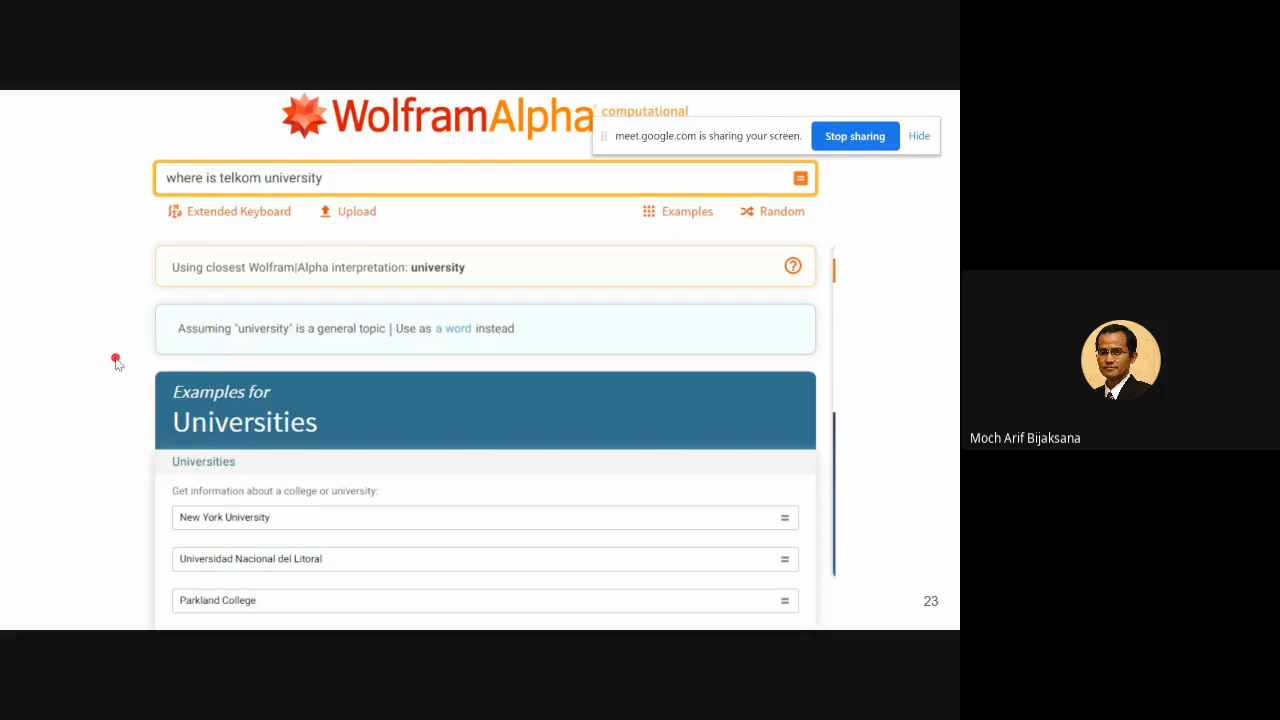 WolframAlpha computational
meet.google.com is sharing your screen. Stop sharing Hide
where is telkom university
Extended Keyboard Upload Examples Random
Using closest Wolfram|Alpha interpretation: university
Assuming "university" is a general topic | Use as a word instead
Examples for
Universities
Universities
Get information about a college or university:
New York University
Universidad Nacional del Litoral
Parkland College
23
Moch Arif Bijaksana